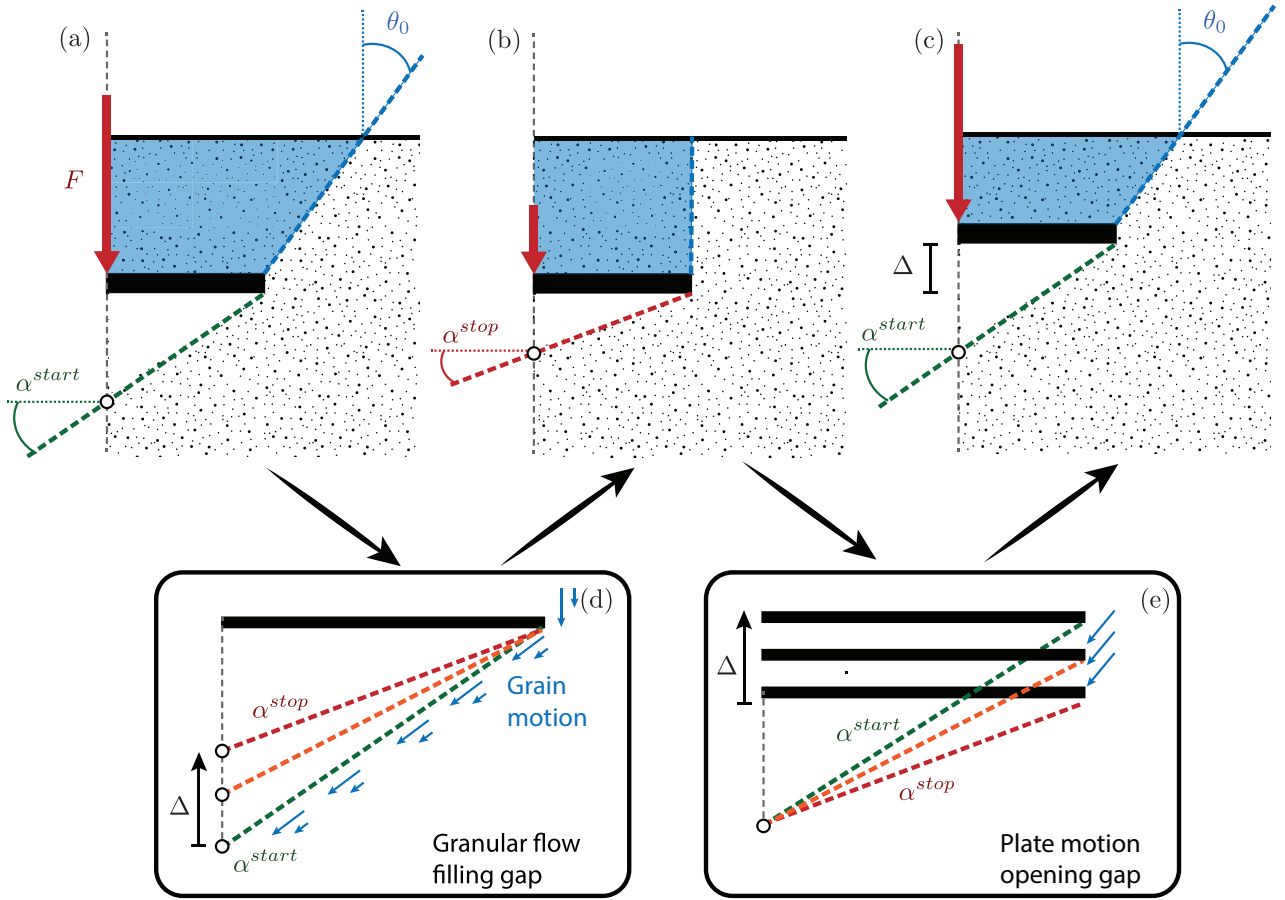 (a)
θ₀
F
α^{start}
(b)
α^{stop}
(c)
θ₀
Δ
α^{start}
(d)
Grain
motion
α^{stop}
Δ
α^{start}
Granular flow
filling gap
(e)
Δ
α^{start}
α^{stop}
Plate motion
opening gap